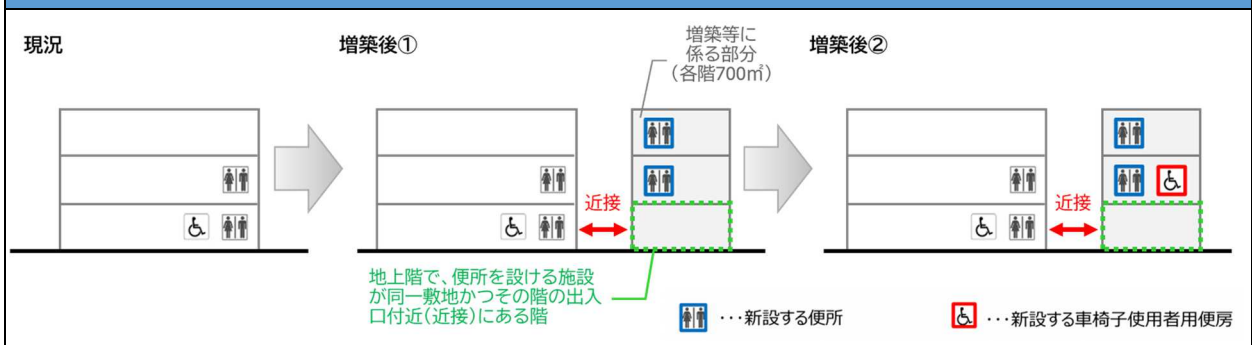 現況
増築後①
増築等に
係る部分
(各階700㎡)
増築後②
近接
近接
地上階で、便所を設ける施設
が同一敷地かつその階の出入
口付近(近接)にある階
･･･新設する便所
･･･新設する車椅子使用者用便房